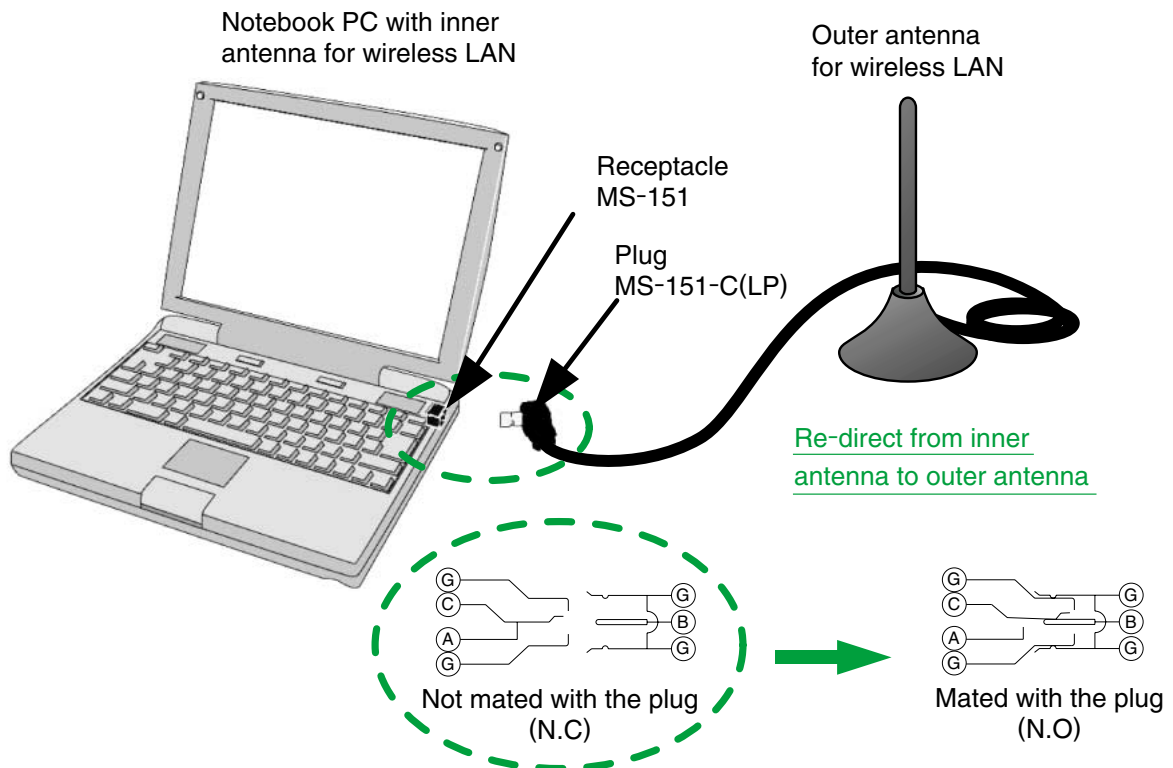 Notebook PC with inner
antenna for wireless LAN
Outer antenna
for wireless LAN
Receptacle
MS-151
Plug
MS-151-C(LP)
Re-direct from inner
antenna to outer antenna
G
C
A
G
G
B
G
Not mated with the plug
(N.C)
G
C
A
G
G
B
G
Mated with the plug
(N.O)